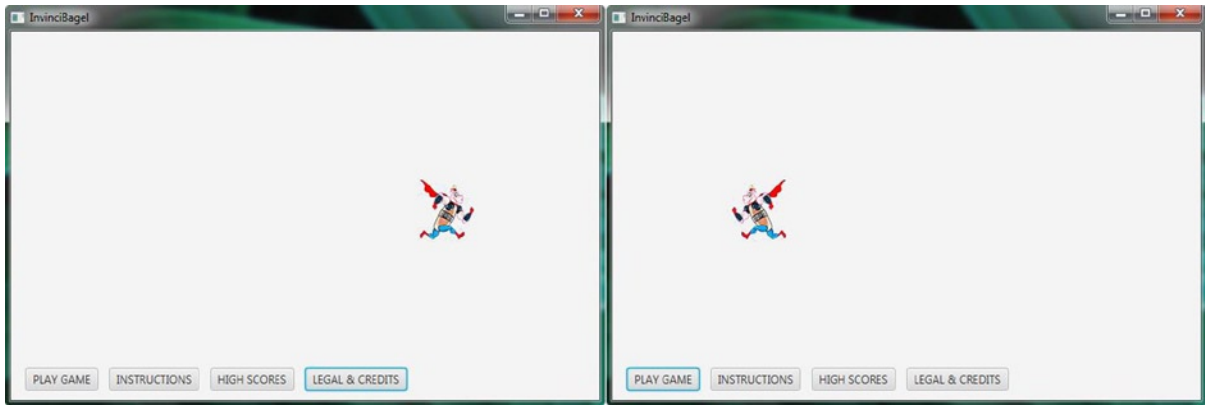 InvinciBagel
PLAY GAME INSTRUCTIONS HIGH SCORES LEGAL & CREDITS
InvinciBagel
PLAY GAME INSTRUCTIONS HIGH SCORES LEGAL & CREDITS